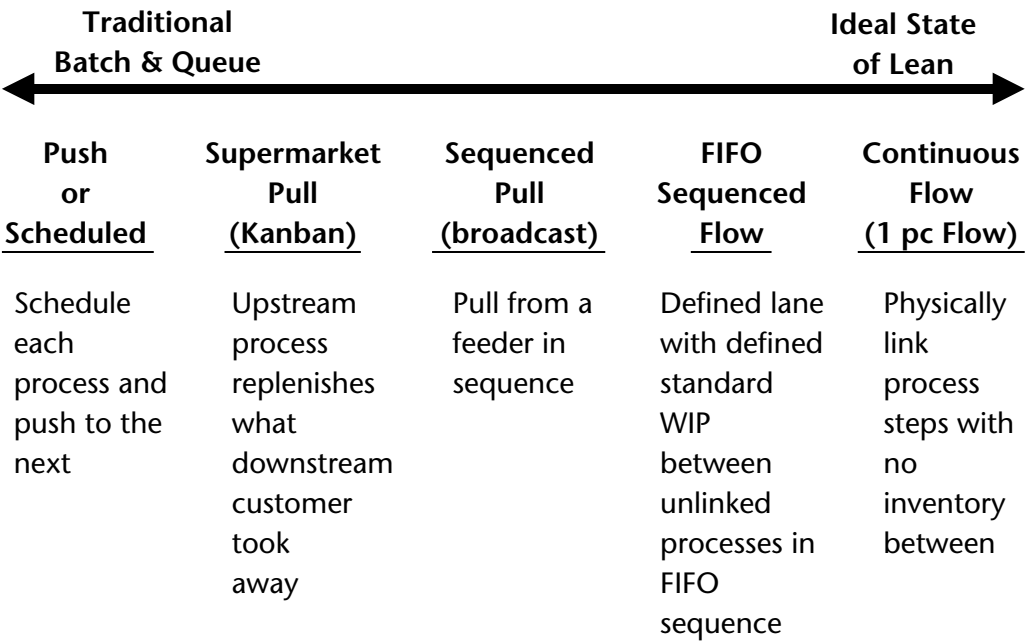 Traditional
Batch & Queue
Ideal State
of Lean
Push
or
Scheduled
Supermarket
Pull
(Kanban)
Sequenced
Pull
(broadcast)
FIFO
Sequenced
Flow
Continuous
Flow
(1 pc Flow)
Schedule
each
process and
push to the
next
Upstream
process
replenishes
what
downstream
customer
took
away
Pull from a
feeder in
sequence
Defined lane
with defined
standard
WIP
between
unlinked
processes in
FIFO
sequence
Physically
link
process
steps with
no
inventory
between